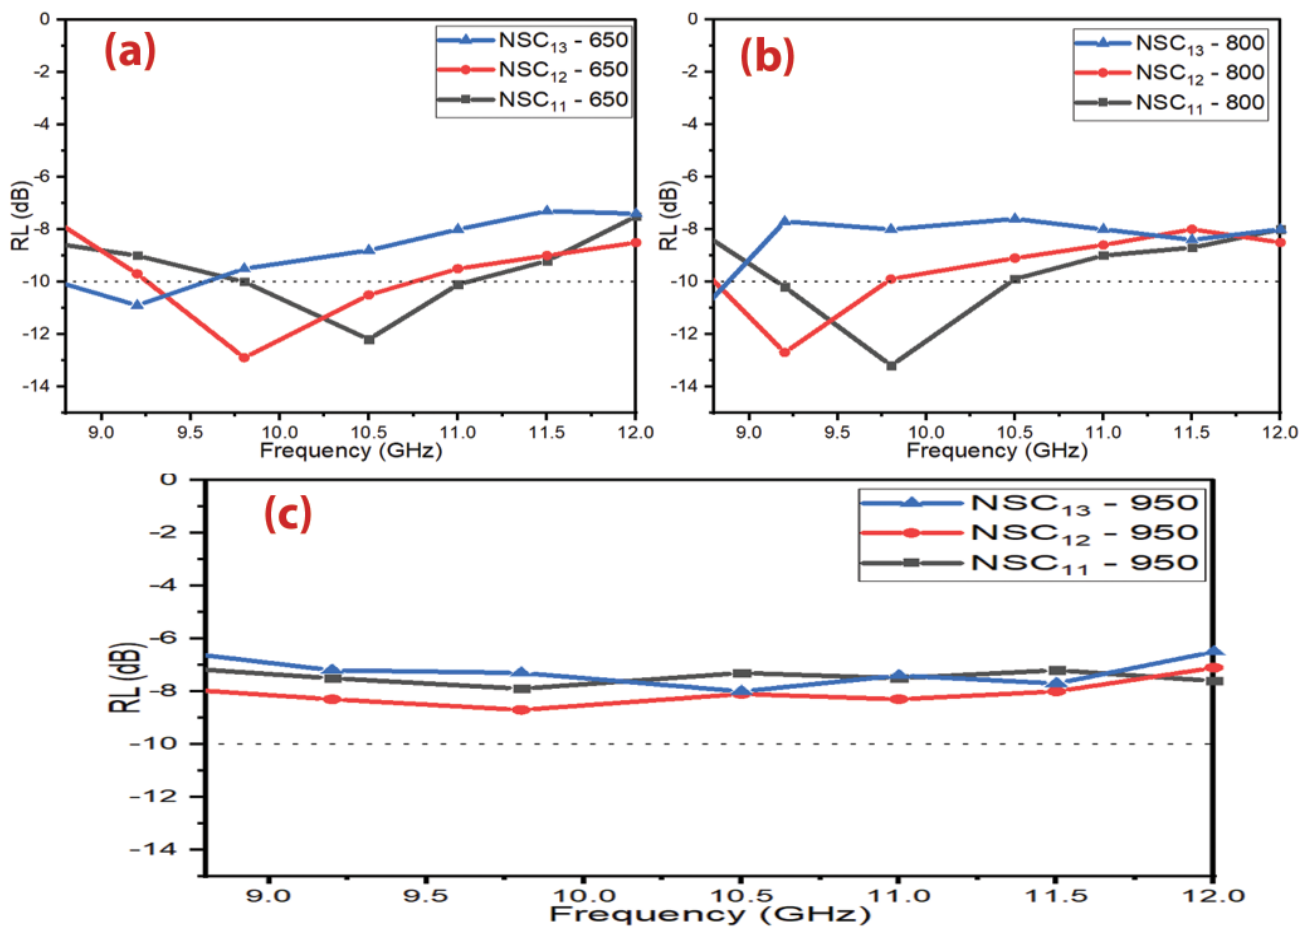 (a)
NSC13 - 650
NSC12 - 650
NSC11 - 650
0
-2
-4
-6
-8
-10
-12
-14
RL (dB)
9.0 9.5 10.0 10.5 11.0 11.5 12.0
Frequency (GHz)
(b)
NSC13 - 800
NSC12 - 800
NSC11 - 800
0
-2
-4
-6
-8
-10
-12
-14
RL (dB)
9.0 9.5 10.0 10.5 11.0 11.5 12.0
Frequency (GHz)
(c)
NSC13 - 950
NSC12 - 950
NSC11 - 950
0
-2
-4
-6
-8
-10
-12
-14
RL (dB)
9.0 9.5 10.0 10.5 11.0 11.5 12.0
Frequency (GHz)